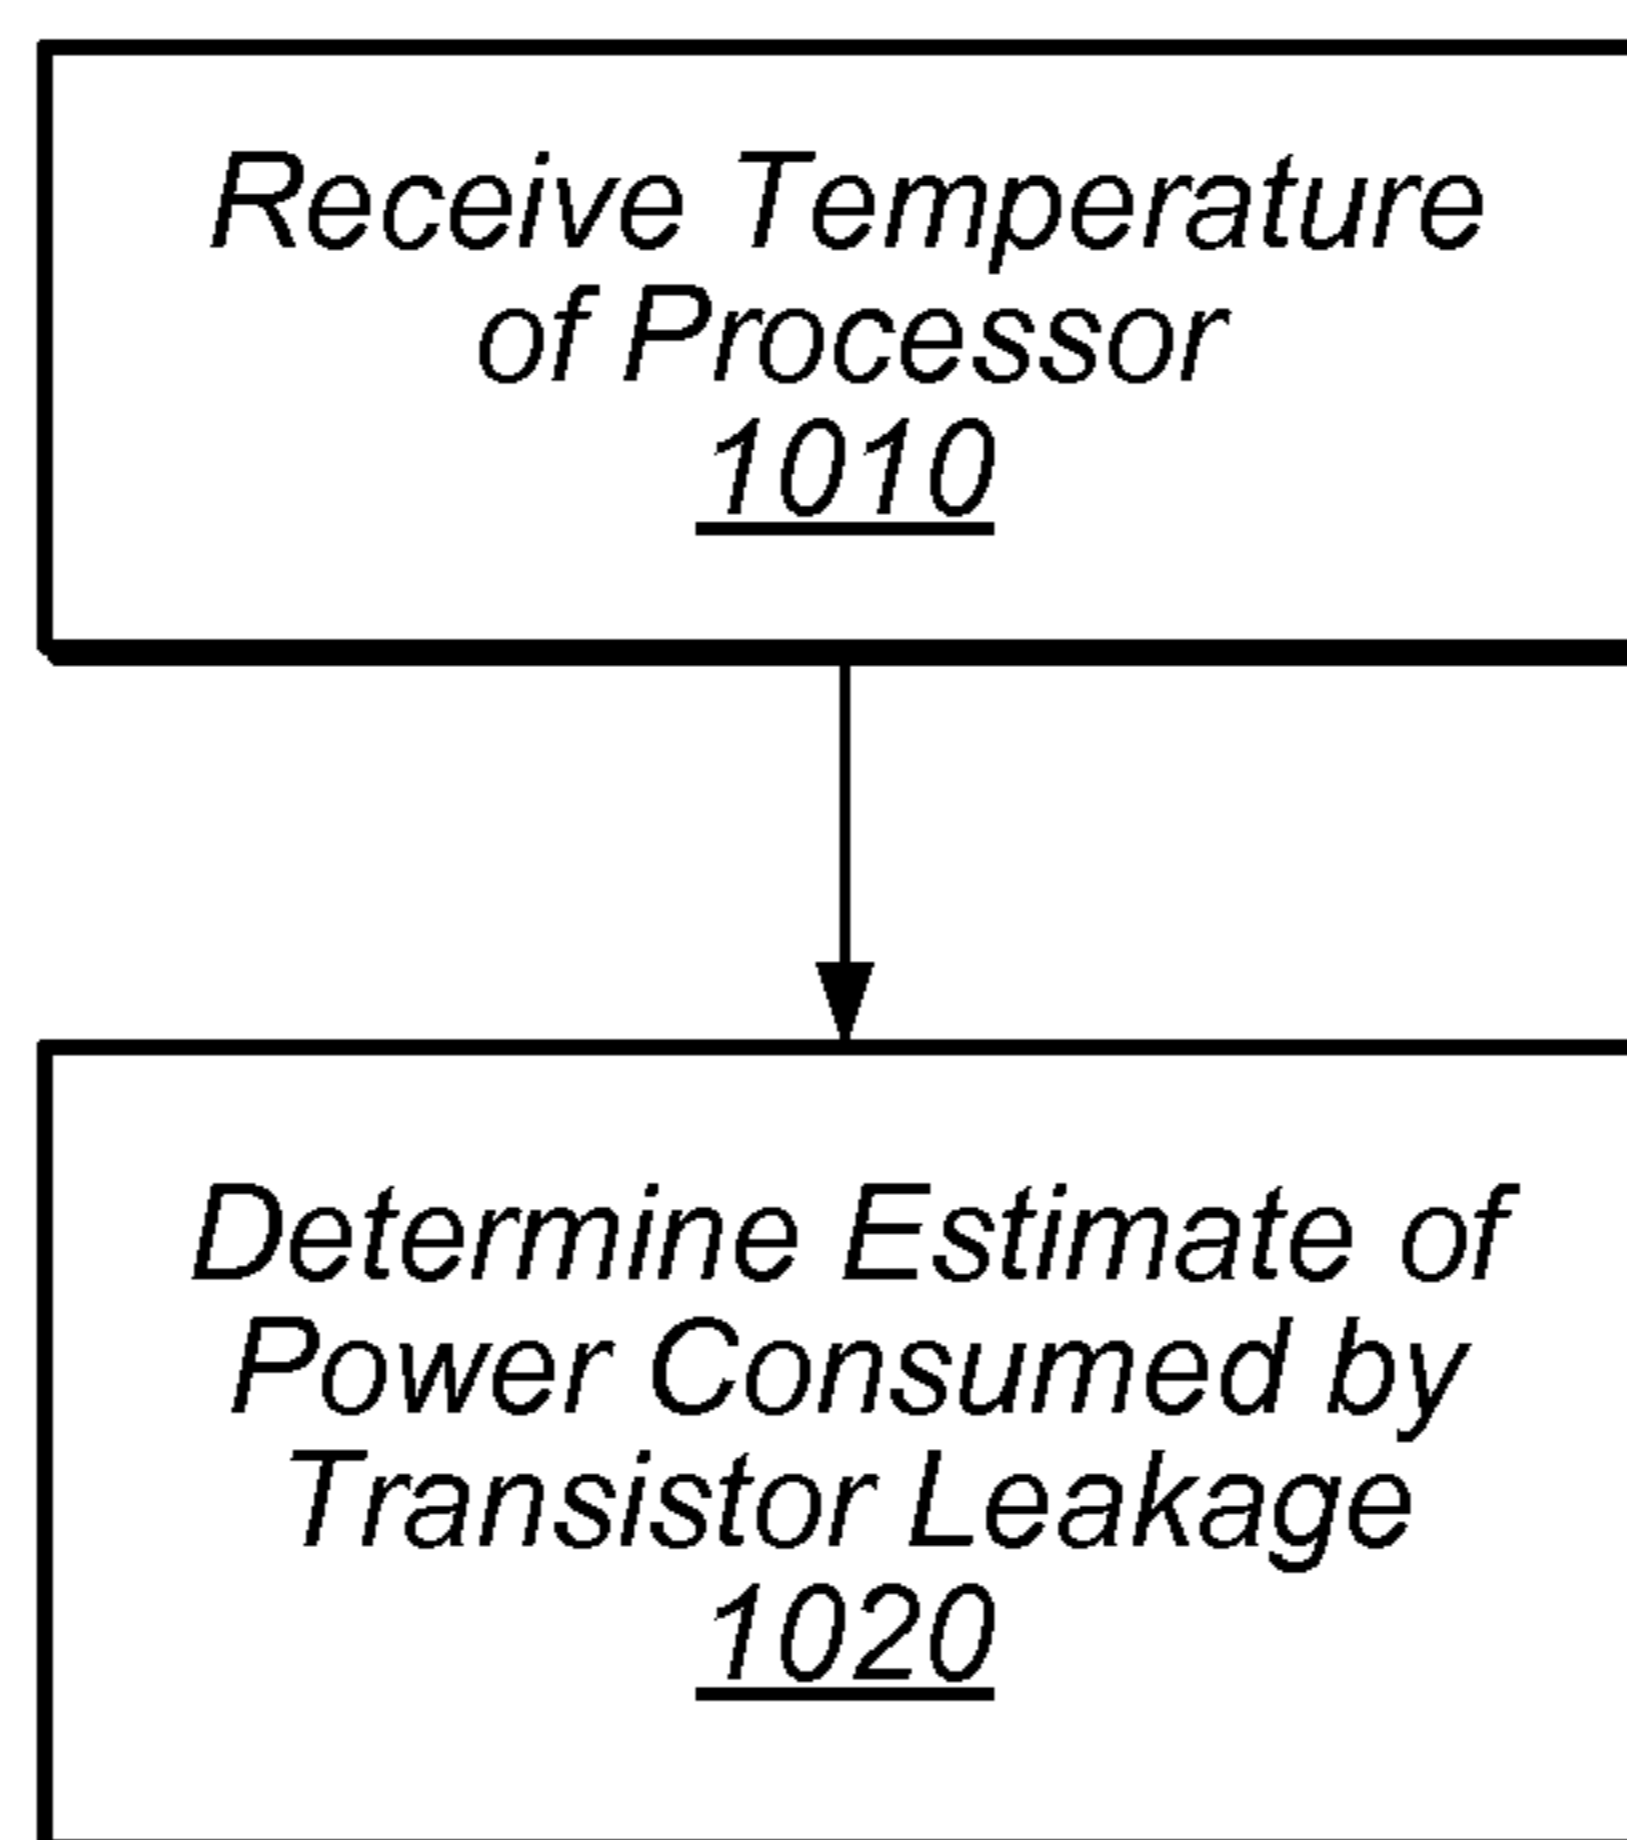 Receive Temperature
of Processor
1010
Determine Estimate of
Power Consumed by
Transistor Leakage
1020